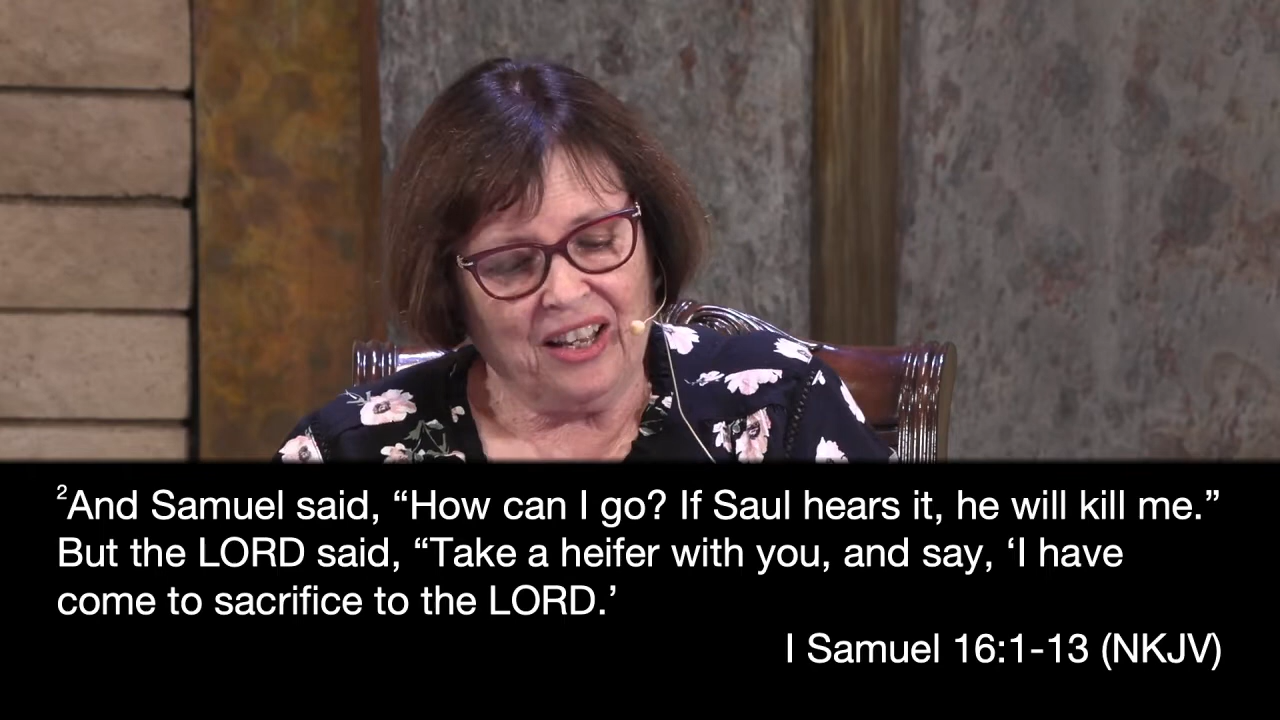 ²And Samuel said, “How can I go? If Saul hears it, he will kill me.”
But the LORD said, “Take a heifer with you, and say, ‘I have
come to sacrifice to the LORD.’
I Samuel 16:1-13 (NKJV)